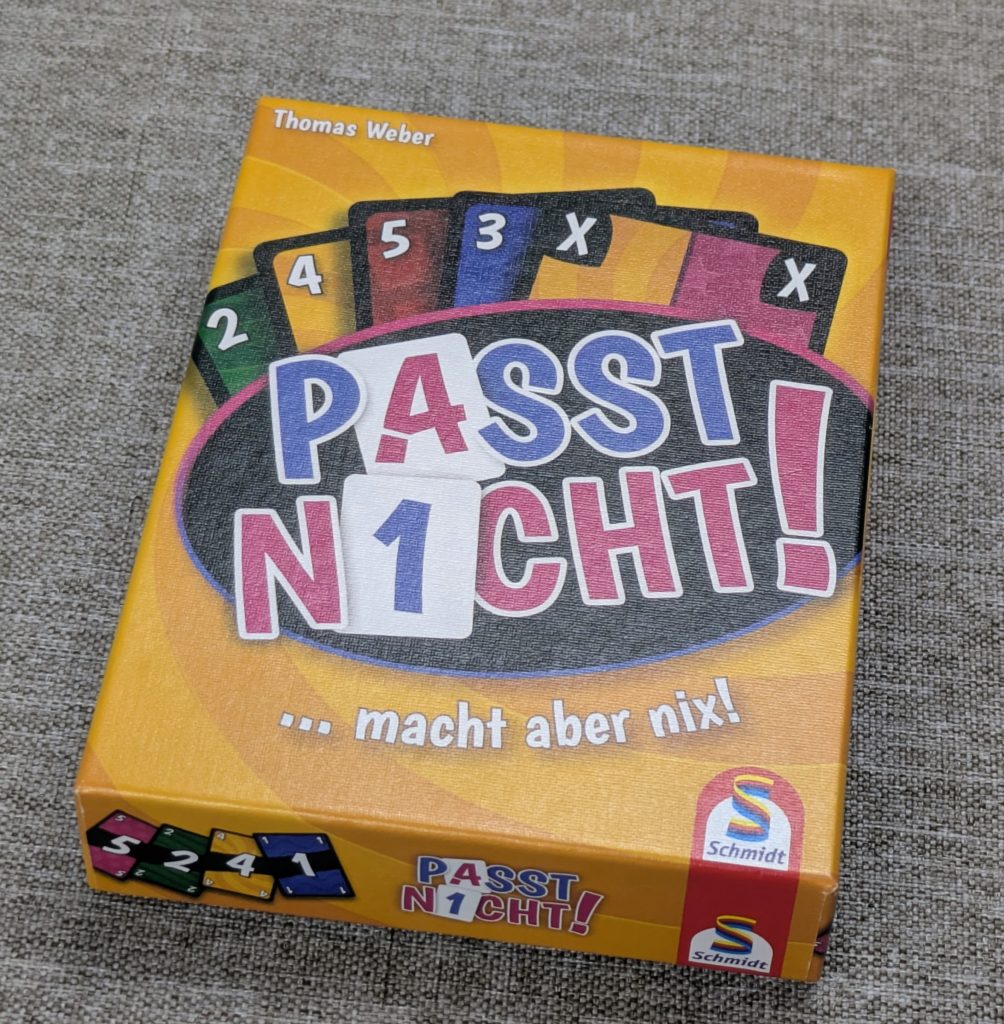 Thomas Weber
2 4 5 3 X X
PASST
N1CHT!
... macht aber nix!
Schmidt
5 2 4 1
PASST
N1CHT!
Schmidt